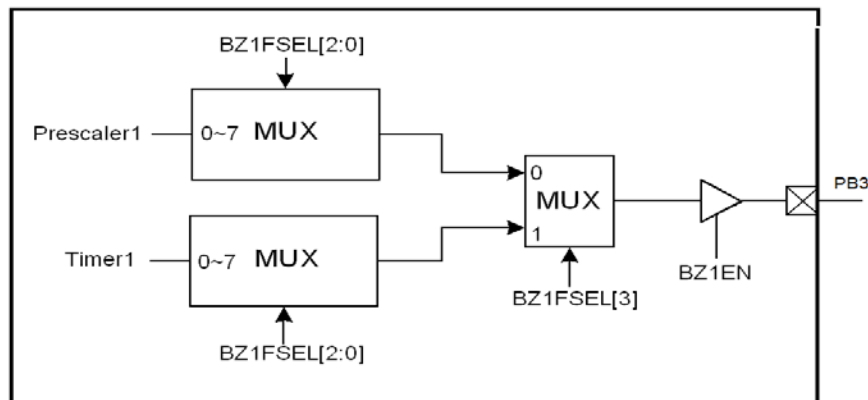 BZ1FSEL[2:0]
Prescaler1
0~7 MUX
0
MUX
1
PB3
Timer1
0~7 MUX
BZ1EN
BZ1FSEL[3]
BZ1FSEL[2:0]